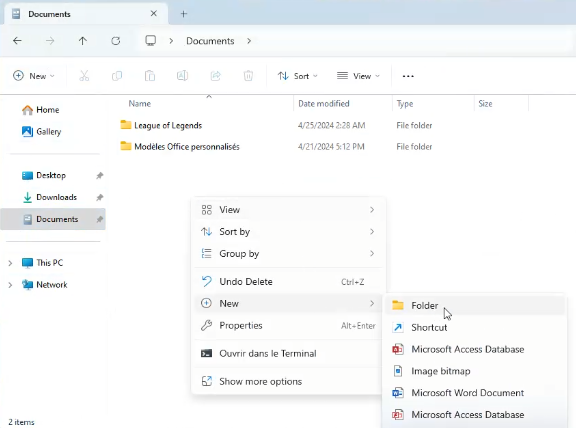 Documents
Documents
New
Sort
View
Name
Date modified
Type
Size
Home
Gallery
Desktop
Downloads
Documents
This PC
Network
League of Legends 4/25/2024 2:28 AM File folder
Modèles Office personnalisés 4/21/2024 5:12 PM File folder
View
Sort by
Group by
Undo Delete Ctrl+Z
New
Properties Alt+Enter
Ouvrir dans le Terminal
Show more options
Folder
Shortcut
Microsoft Access Database
Image bitmap
Microsoft Word Document
Microsoft Access Database
2 items